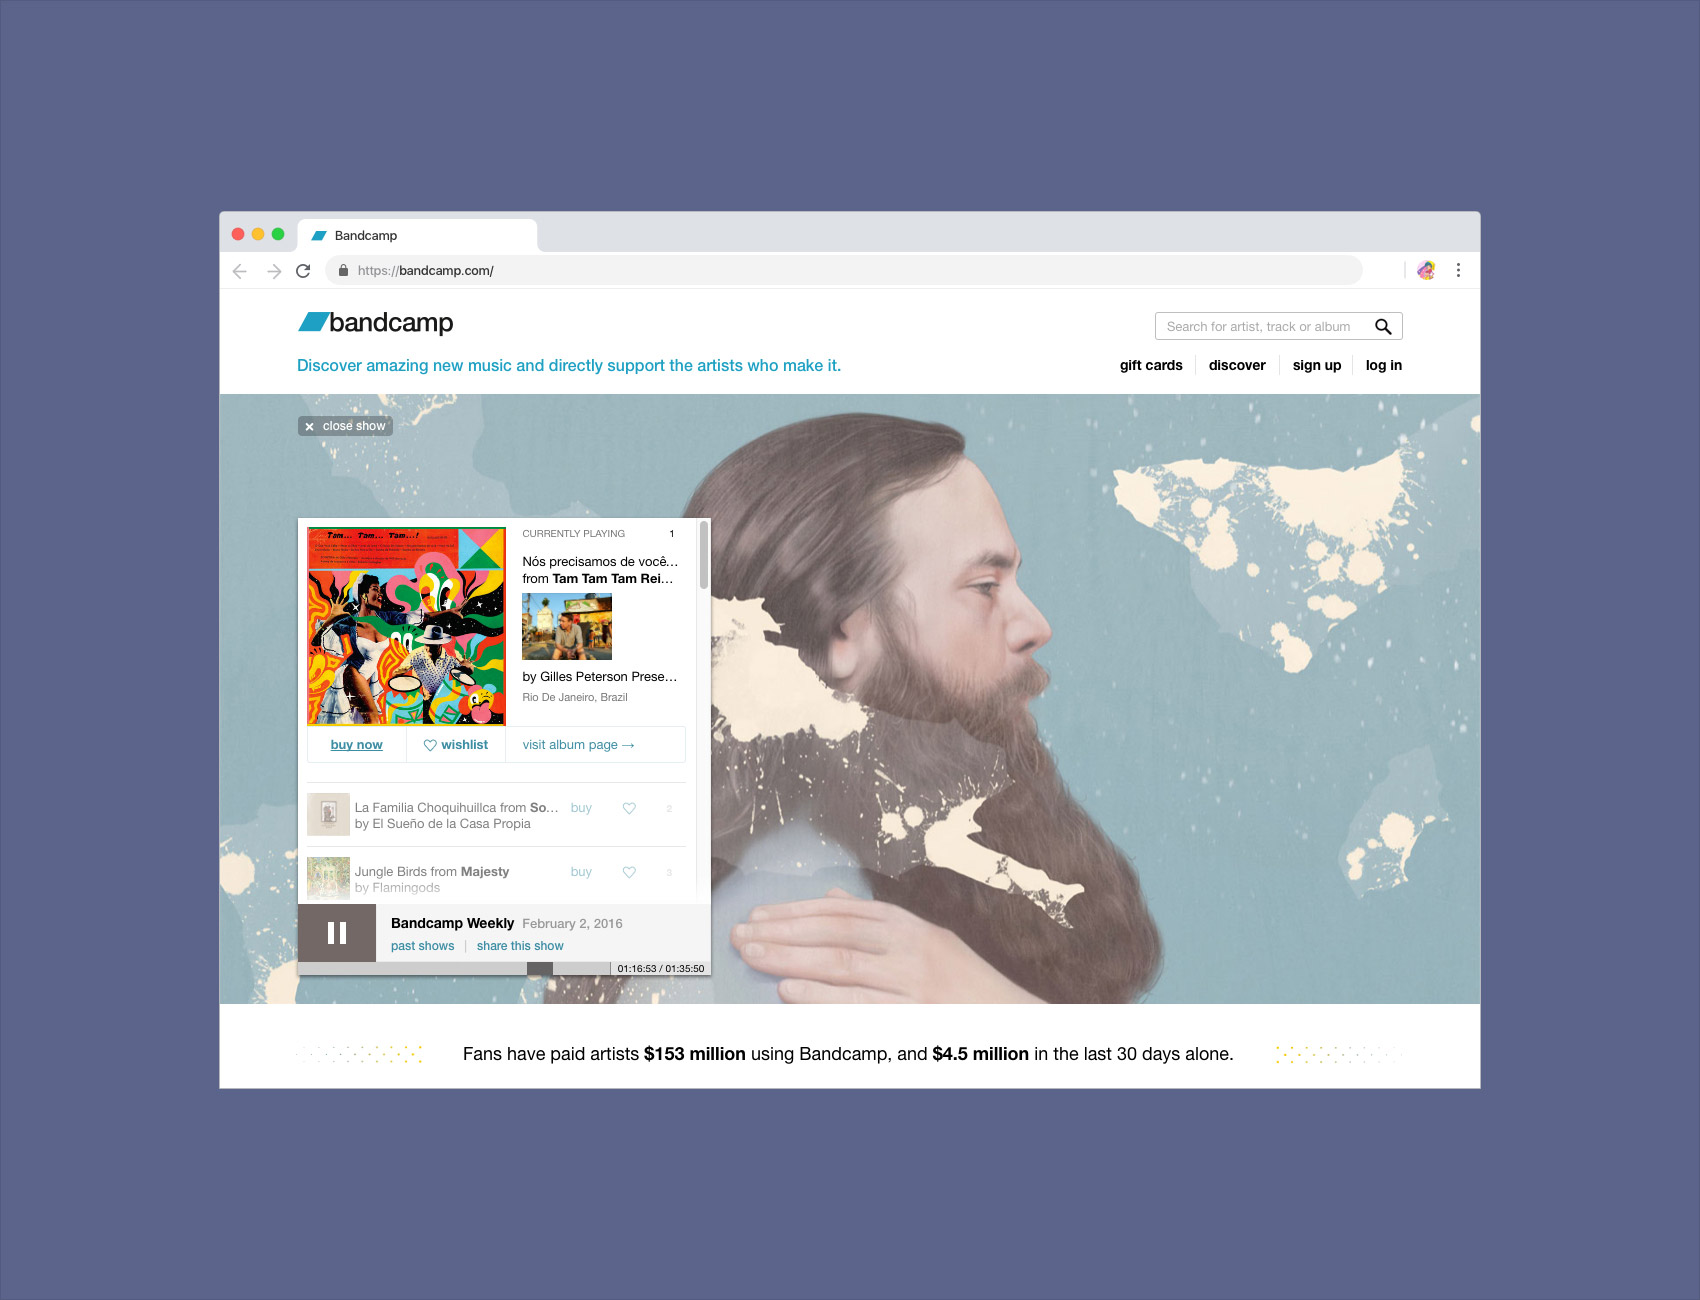 Bandcamp
https://bandcamp.com/
bandcamp
Search for artist, track or album
Discover amazing new music and directly support the artists who make it.
gift cards
discover
sign up
log in
× close show
Tam... Tam... Tam...!
CURRENTLY PLAYING
1
Nós precisamos de você...
from Tam Tam Tam Rei...
by Gilles Peterson Prese...
Rio De Janeiro, Brazil
buy now
wishlist
visit album page →
La Familia Choquihuillca from So...
by El Sueño de la Casa Propia
buy
2
Jungle Birds from Majesty
by Flamingods
buy
3
Bandcamp Weekly February 2, 2016
past shows | share this show
01:16:53 / 01:35:50
Fans have paid artists $153 million using Bandcamp, and $4.5 million in the last 30 days alone.